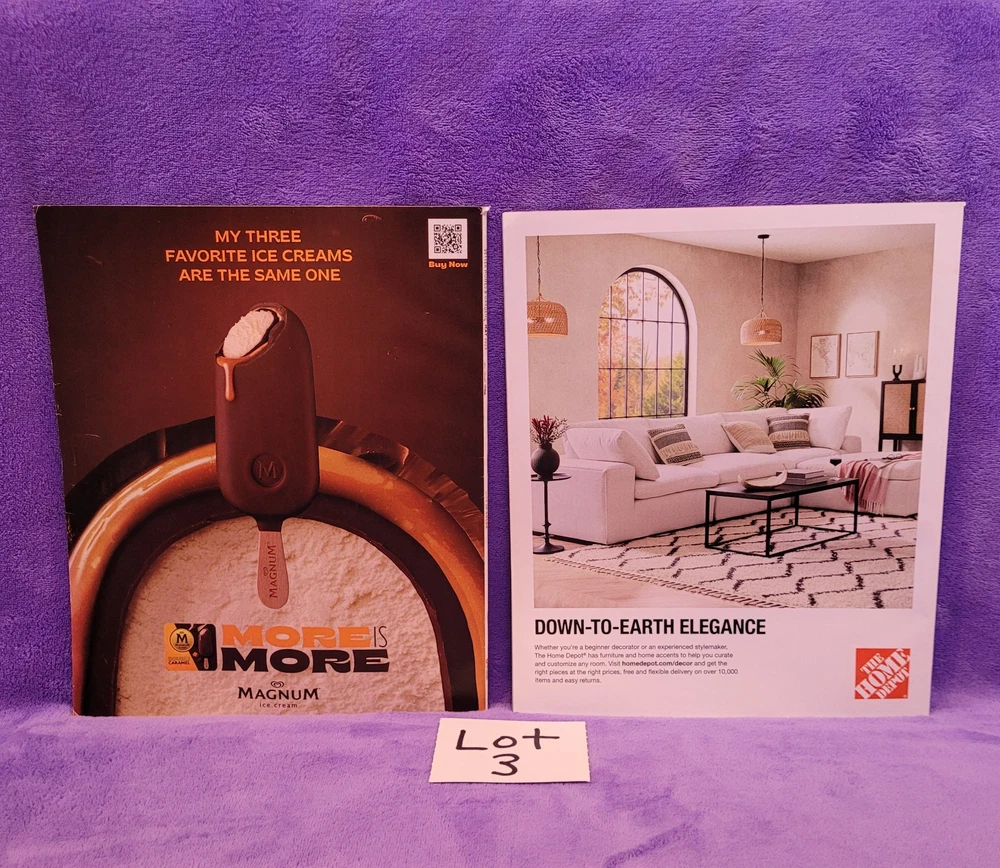 MY THREE
FAVORITE ICE CREAMS
ARE THE SAME ONE
Buy Now
M
MAGNUM
M
CARAMEL
MORE IS
MORE
MAGNUM
ice cream
DOWN-TO-EARTH ELEGANCE
Whether you're a beginner decorator or an experienced stylemaker,
The Home Depot® has furniture and home accents to help you curate
and customize any room. Visit homedepot.com/decor and get the
right pieces at the right prices, free and flexible delivery on over 10,000
items and easy returns.
THE
HOME
DEPOT
Lot
3